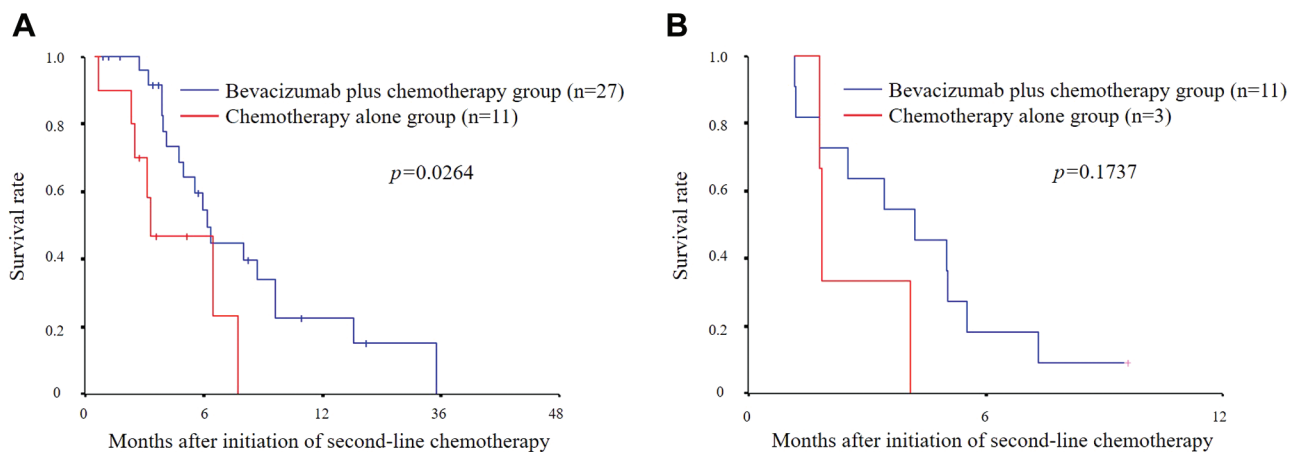 A
1.0
0.8
0.6
0.4
0.2
0
Survival rate
Bevacizumab plus chemotherapy group (n=27)
Chemotherapy alone group (n=11)
p=0.0264
0 6 12 36 48
Months after initiation of second-line chemotherapy
B
1.0
0.8
0.6
0.4
0.2
0
Survival rate
Bevacizumab plus chemotherapy group (n=11)
Chemotherapy alone group (n=3)
p=0.1737
0 6 12
Months after initiation of second-line chemotherapy